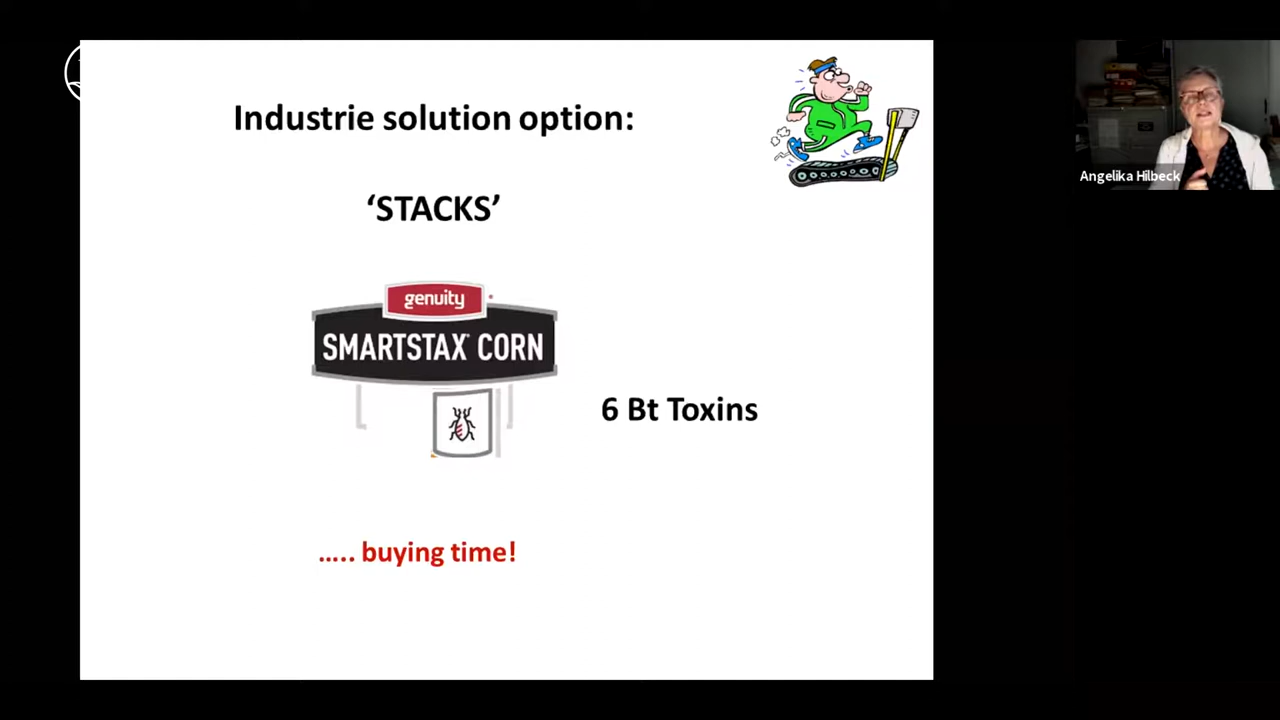 Industrie solution option:
‘STACKS’
genuity
SMARTSTAX CORN
6 Bt Toxins
….. buying time!
Angelika Hilbeck